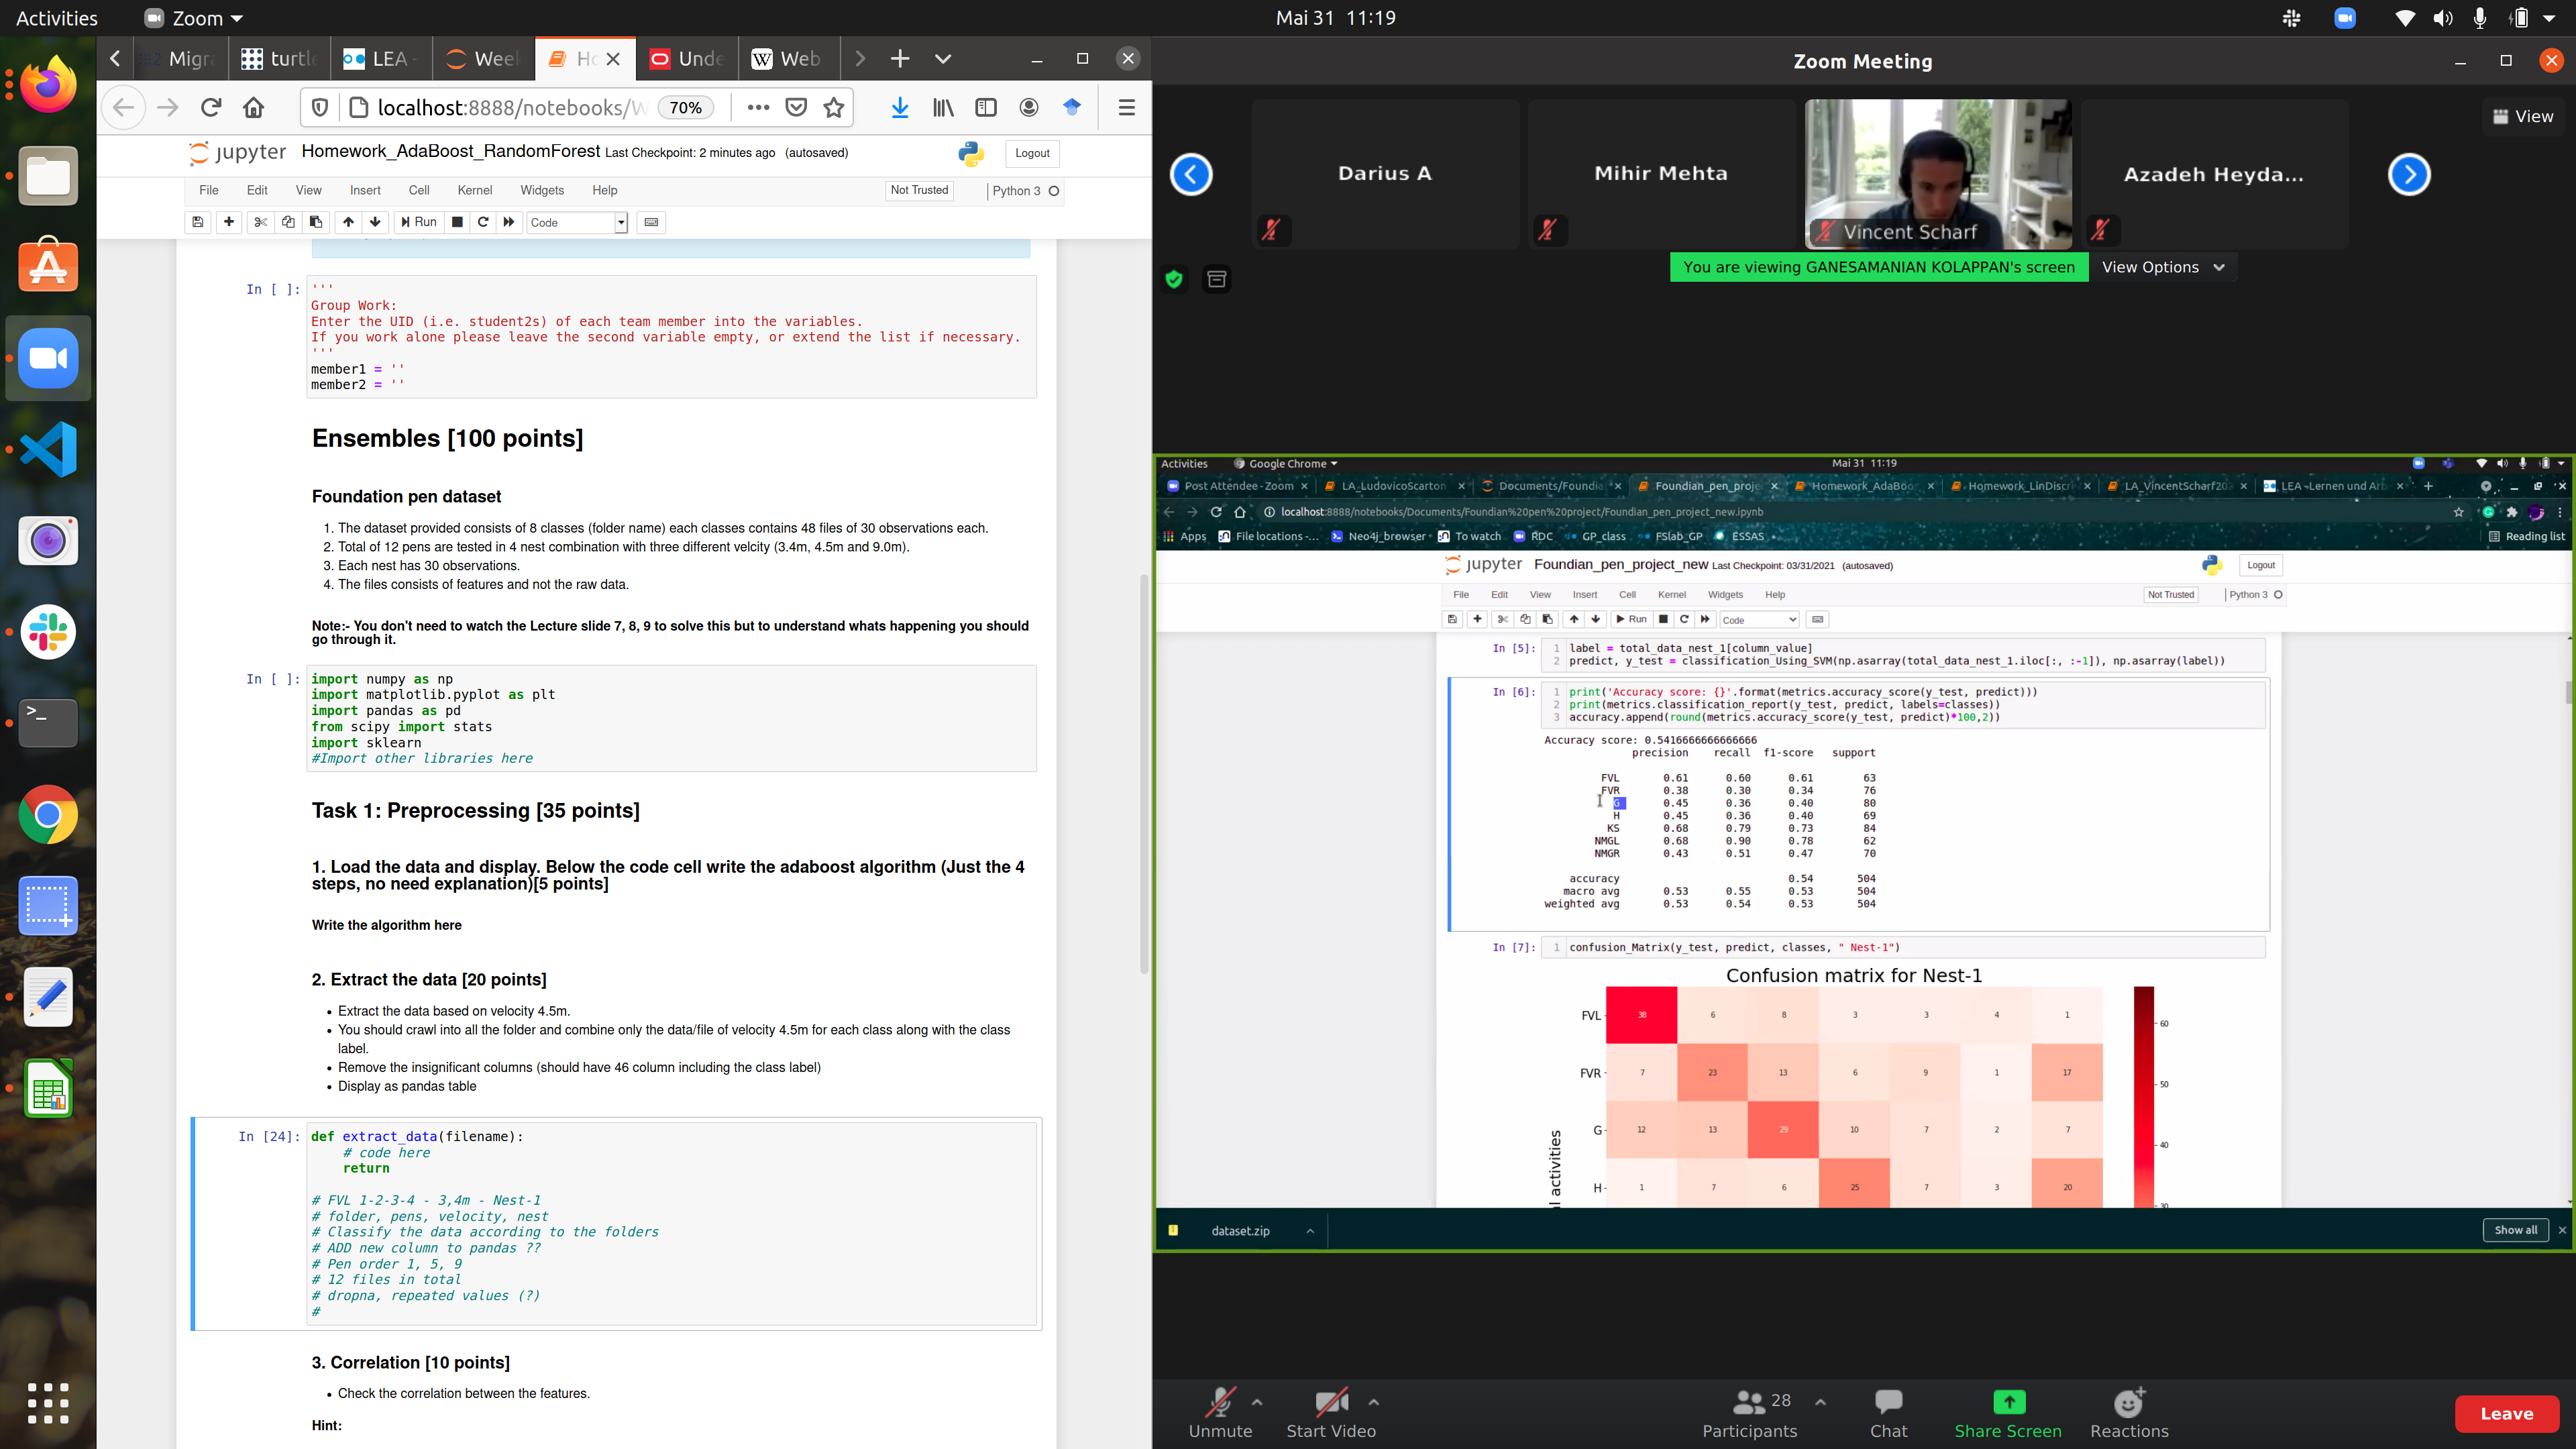 Activities
Zoom
Mai 31 11:19
turtle
LEA -
Week
Ho
Unde
Web
localhost:8888/notebooks/W
70%
jupyter Homework_AdaBoost_RandomForest Last Checkpoint: 2 minutes ago (autosaved)
Logout
File Edit View Insert Cell Kernel Widgets Help
Not Trusted
Python 3
Run
Code
In [ ]:
'''
Group Work:
Enter the UID (i.e. student2s) of each team member into the variables.
If you work alone please leave the second variable empty, or extend the list if necessary.
'''
member1 = ''
member2 = ''
Ensembles [100 points]
Foundation pen dataset
1. The dataset provided consists of 8 classes (folder name) each classes contains 48 files of 30 observations each.
2. Total of 12 pens are tested in 4 nest combination with three different velcity (3.4m, 4.5m and 9.0m).
3. Each nest has 30 observations.
4. The files consists of features and not the raw data.
Note:- You don't need to watch the Lecture slide 7, 8, 9 to solve this but to understand whats happening you should
go through it.
In [ ]:
import numpy as np
import matplotlib.pyplot as plt
import pandas as pd
from scipy import stats
import sklearn
#Import other libraries here
Task 1: Preprocessing [35 points]
1. Load the data and display. Below the code cell write the adaboost algorithm (Just the 4
steps, no need explanation)[5 points]
Write the algorithm here
2. Extract the data [20 points]
• Extract the data based on velocity 4.5m.
• You should crawl into all the folder and combine only the data/file of velocity 4.5m for each class along with the class
label.
• Remove the insignificant columns (should have 46 column including the class label)
• Display as pandas table
In [24]:
def extract_data(filename):
# code here
return
# FVL 1-2-3-4 - 3,4m - Nest-1
# folder, pens, velocity, nest
# Classify the data according to the folders
# ADD new column to pandas ??
# Pen order 1, 5, 9
# 12 files in total
# dropna, repeated values (?)
#
3. Correlation [10 points]
• Check the correlation between the features.
Hint:
Zoom Meeting
View
Darius A
Mihir Mehta
Vincent Scharf
Azadeh Heyda...
You are viewing GANESAMANIAN KOLAPPAN's screen
View Options
Activities
Google Chrome
Mai 31 11:19
Post Attendee - Zoom
LA_LudovicoScarton
Documents/Foundia
Foundian_pen_proje
Homework_AdaBoo
Homework_LinDiscr
LA_VincentScharf20
LEA -Lernen und Art
localhost:8888/notebooks/Documents/Foundian%20pen%20project/Foundian_pen_project_new.ipynb
Apps
File locations -...
Neo4j_browser
To watch
RDC
GP_class
FSlab_GP
ESSAS
Reading list
jupyter Foundian_pen_project_new Last Checkpoint: 03/31/2021 (autosaved)
Logout
File Edit View Insert Cell Kernel Widgets Help
Not Trusted
Python 3
Run
Code
In [5]:
1 label = total_data_nest_1[column_value]
2 predict, y_test = classification_Using_SVM(np.asarray(total_data_nest_1.iloc[:, :-1]), np.asarray(label))
In [6]:
1 print('Accuracy score: {}'.format(metrics.accuracy_score(y_test, predict)))
2 print(metrics.classification_report(y_test, predict, labels=classes))
3 accuracy.append(round(metrics.accuracy_score(y_test, predict)*100,2))
Accuracy score: 0.5416666666666666
precision recall f1-score support
FVL 0.61 0.60 0.61 63
FVR 0.38 0.30 0.34 76
G 0.45 0.36 0.40 80
H 0.45 0.36 0.40 69
KS 0.68 0.79 0.73 84
NMGL 0.68 0.90 0.78 62
NMGR 0.43 0.51 0.47 70
accuracy 0.54 504
macro avg 0.53 0.55 0.53 504
weighted avg 0.53 0.54 0.53 504
In [7]:
1 confusion_Matrix(y_test, predict, classes, " Nest-1")
Confusion matrix for Nest-1
FVL 38 6 8 3 3 4 1
FVR 7 23 13 6 9 1 17
G 12 13 29 10 7 2 7
H 1 7 6 25 7 3 20
60
50
40
30
activities
dataset.zip
Show all
Unmute
Start Video
Participants
28
Chat
Share Screen
Reactions
Leave